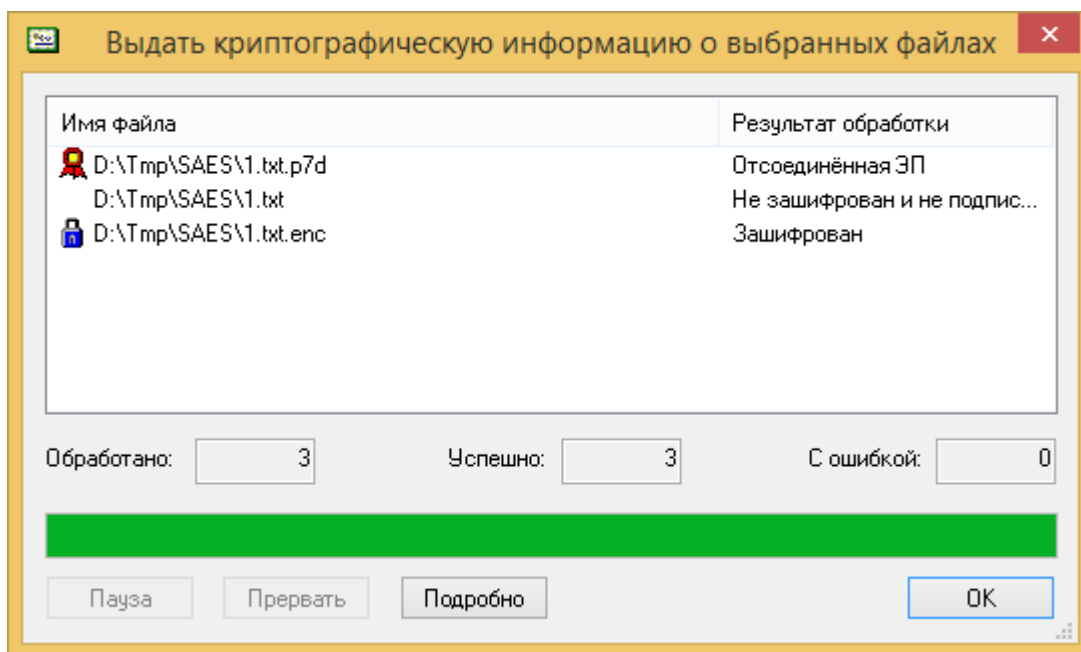 Выдать криптографическую информацию о выбранных файлах
Имя файла Результат обработки
D:\Tmp\SAES\1.txt.p7d Отсоединённая ЭП
D:\Tmp\SAES\1.txt Не зашифрован и не подпис...
D:\Tmp\SAES\1.txt.enc Зашифрован
Обработано: 3 Успешно: 3 С ошибкой: 0
Пауза Прервать Подробно OK